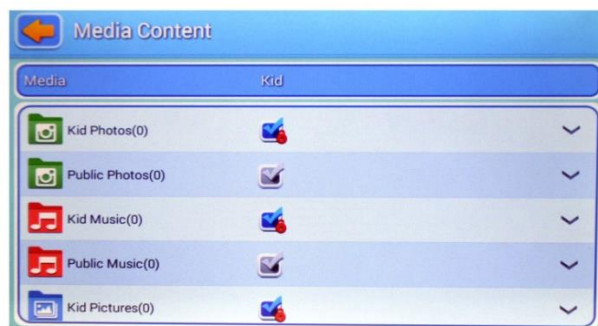 Media Content
Media Kid
Kid Photos(0)
Public Photos(0)
Kid Music(0)
Public Music(0)
Kid Pictures(0)